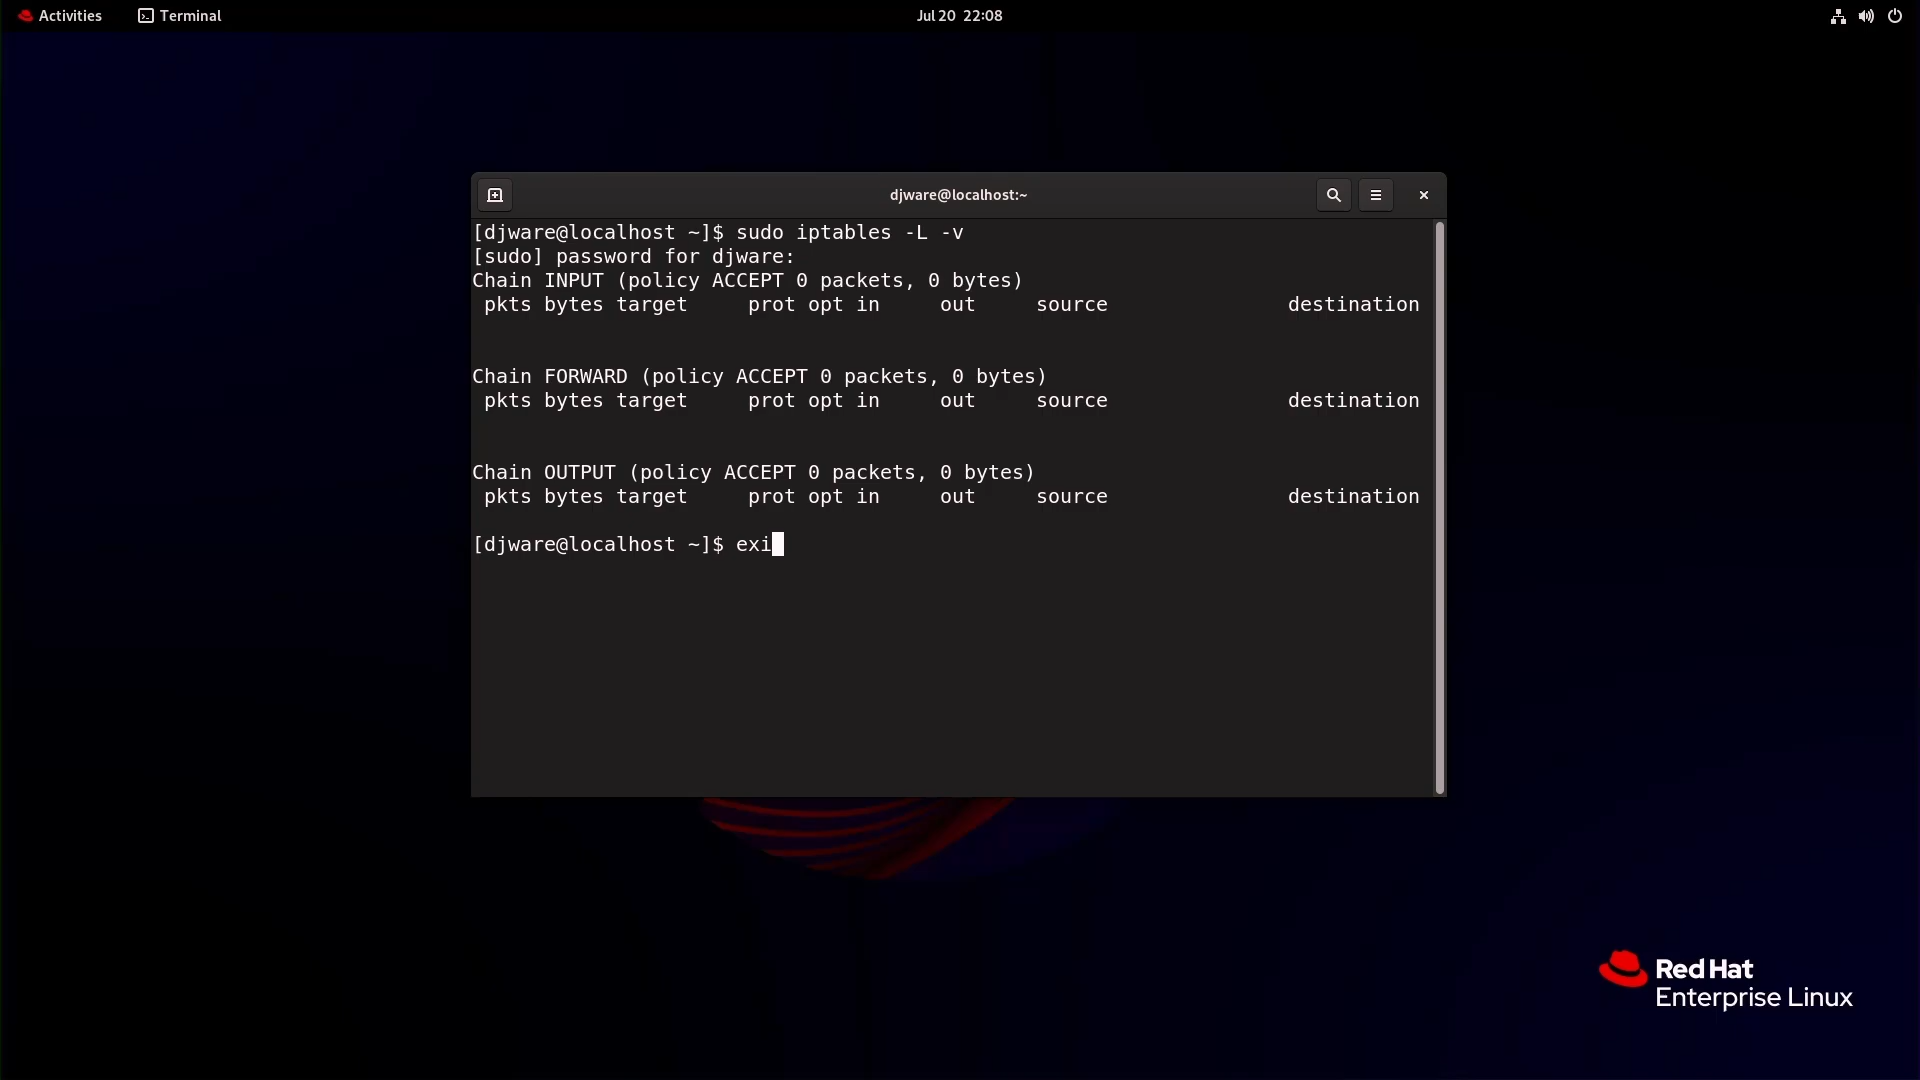 Activities Terminal Jul 20 22:08
djware@localhost:~
[djware@localhost ~]$ sudo iptables -L -v
[sudo] password for djware:
Chain INPUT (policy ACCEPT 0 packets, 0 bytes)
 pkts bytes target     prot opt in     out     source               destination
Chain FORWARD (policy ACCEPT 0 packets, 0 bytes)
 pkts bytes target     prot opt in     out     source               destination
Chain OUTPUT (policy ACCEPT 0 packets, 0 bytes)
 pkts bytes target     prot opt in     out     source               destination
[djware@localhost ~]$ exi
Red Hat
Enterprise Linux